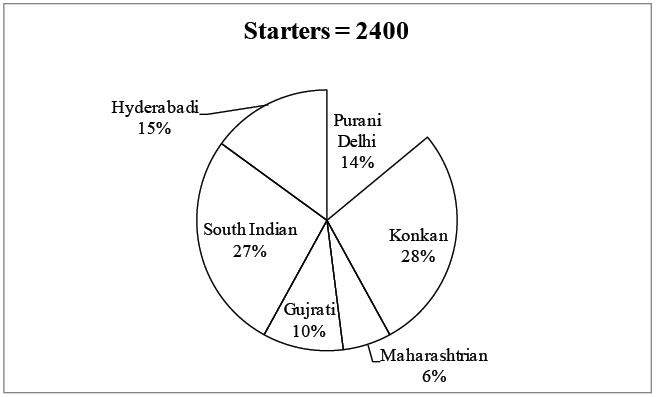 Starters = 2400
Hyderabadi
15%
Purani
Delhi
14%
Konkan
28%
South Indian
27%
Gujrati
10%
Maharashtrian
6%